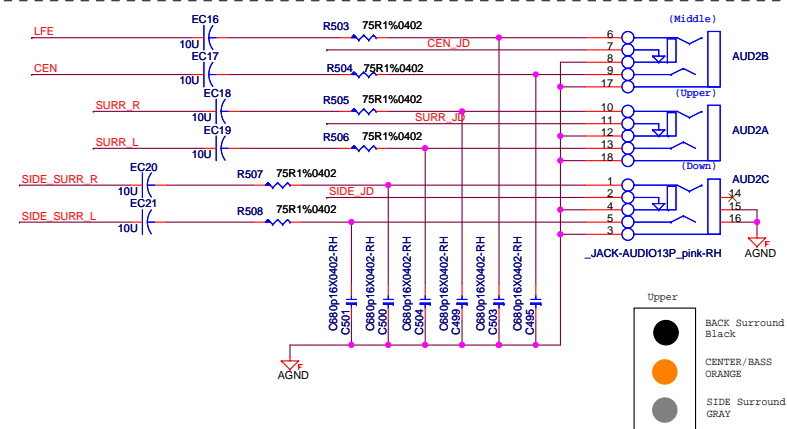 EC16
LFE
R503 75R1%0402
6
(Middle)
10U
CEN_JD
7
EC17
8
AUD2B
CEN
R504 75R1%0402
9
10U
17
EC18
(Upper)
SURR_R
R505 75R1%0402
10
10U
SURR_JD
11
EC19
12
AUD2A
SURR_L
R506 75R1%0402
13
10U
18
EC20
(Down)
SIDE_SURR_R
R507 75R1%0402
1
AUD2C
10U
SIDE_JD
2
14
EC21
4
15
SIDE_SURR_L
R508 75R1%0402
5
16
10U
3
_JACK-AUDIO13P_pink-RH
F
AGND
C680p16X0402-RH
C501
C680p16X0402-RH
C500
C680p16X0402-RH
C504
C680p16X0402-RH
C499
C680p16X0402-RH
C503
C680p16X0402-RH
C495
F
AGND
Upper
BACK Surround
Black
CENTER/BASS
ORANGE
SIDE Surround
GRAY